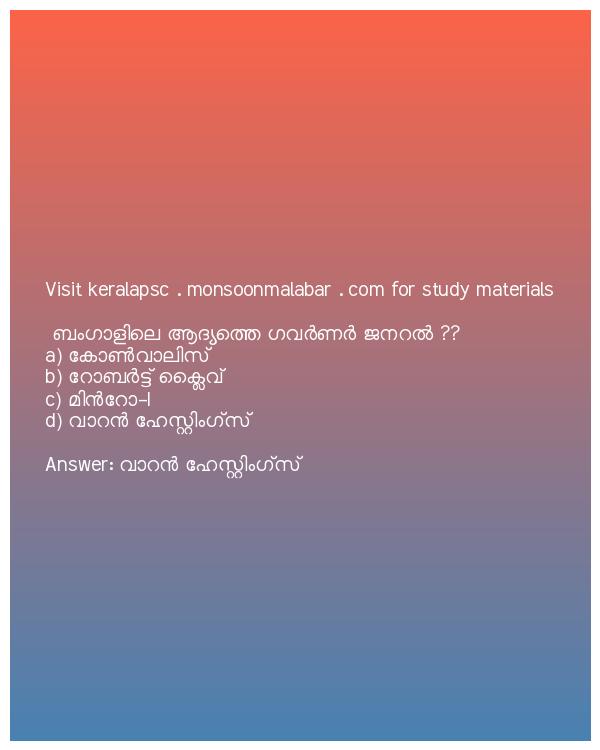 Visit keralapsc . monsoonmalabar . com for study materials
ബംഗാളിലെ ആദ്യത്തെ ഗവർണർ ജനറൽ ??
a) കോൺവാലിസ്
b) റോബർട്ട് ക്ലൈവ്
c) മിൻറോ-I
d) വാറൻ ഹേസ്റ്റിംഗ്സ്
Answer: വാറൻ ഹേസ്റ്റിംഗ്സ്